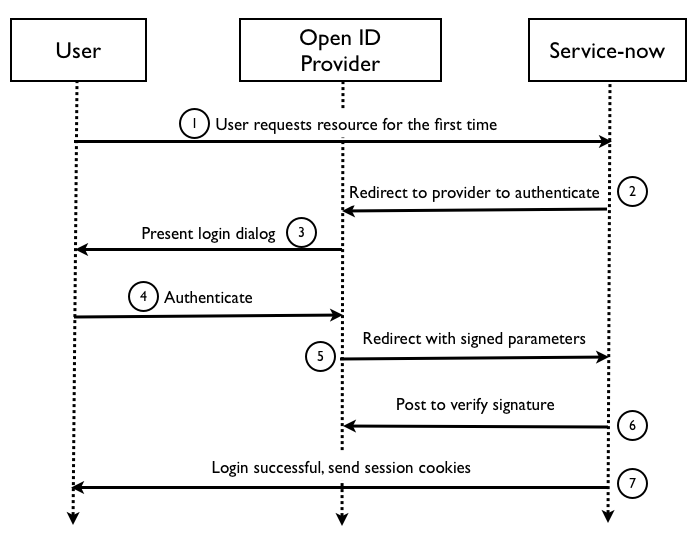 User
Open ID
Provider
Service-now
1 User requests resource for the first time
Redirect to provider to authenticate 2
Present login dialog 3
4 Authenticate
Redirect with signed parameters
5
Post to verify signature
6
Login successful, send session cookies
7